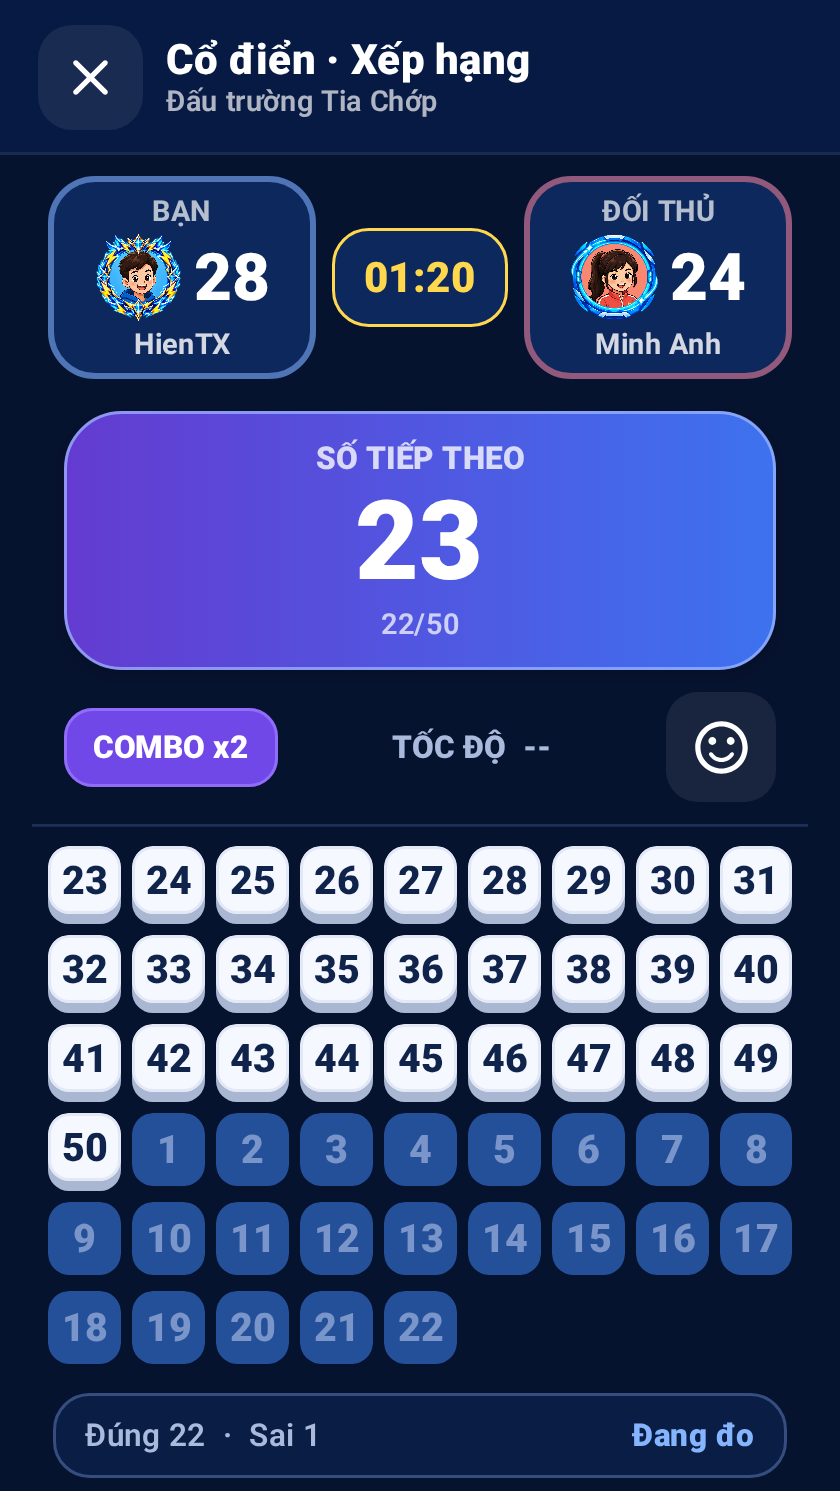 Cổ điển · Xếp hạng
Đấu trường Tia Chớp
BẠN
28
HienTX
01:20
ĐỐI THỦ
24
Minh Anh
SỐ TIẾP THEO
23
22/50
COMBO x2
TỐC ĐỘ --
23 24 25 26 27 28 29 30 31
32 33 34 35 36 37 38 39 40
41 42 43 44 45 46 47 48 49
50 1 2 3 4 5 6 7 8
9 10 11 12 13 14 15 16 17
18 19 20 21 22
Đúng 22 · Sai 1
Đang đo